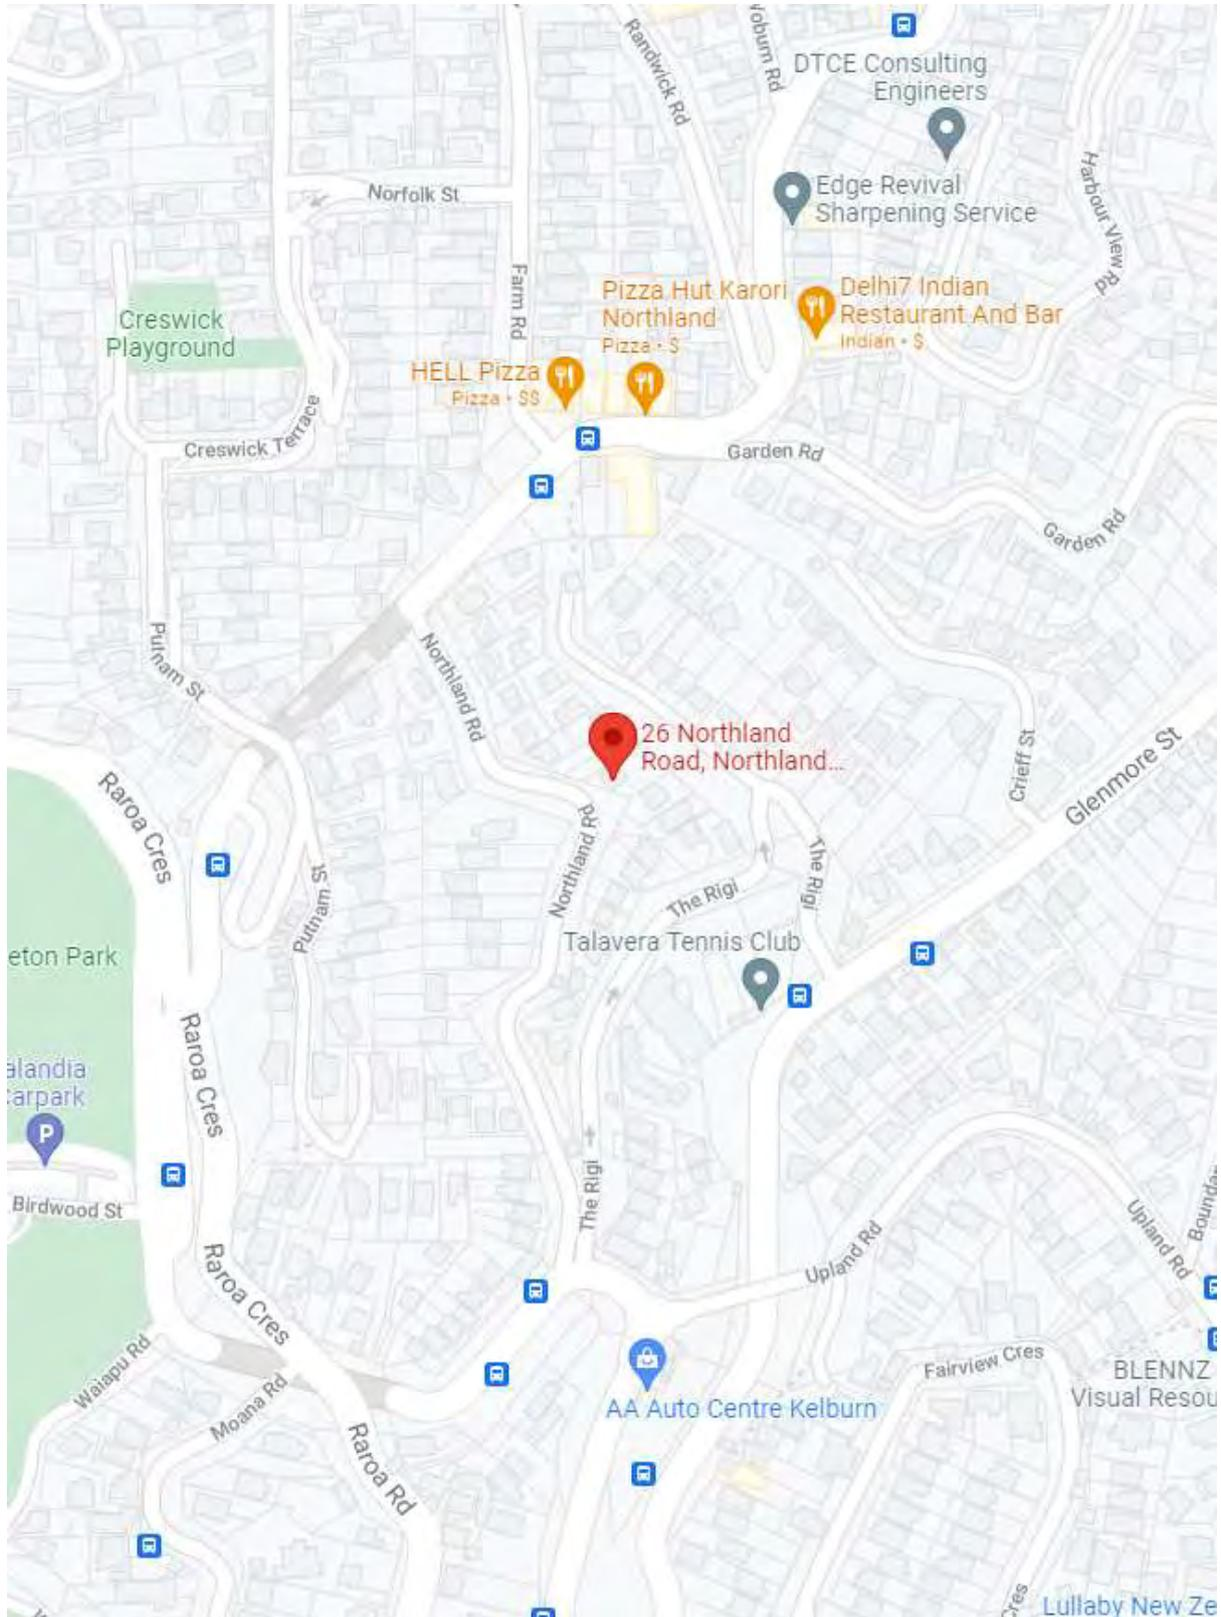 Randwick Rd
Woburn Rd
DTCE Consulting
Engineers
Harbour View Rd
Norfolk St
Edge Revival
Sharpening Service
Farm Rd
Pizza Hut Karori
Northland
Pizza • $
Delhi7 Indian
Restaurant And Bar
Indian • $
Creswick
Playground
HELL Pizza
Pizza • $$
Creswick Terrace
Garden Rd
Garden Rd
Putnam St
Northland Rd
26 Northland
Road, Northland...
Crieff St
Glenmore St
Raroa Cres
Northland Rd
The Rigi
The Rigi
Putnam St
Talavera Tennis Club
eton Park
Raroa Cres
alandia
carpark
P
Birdwood St
The Rigi
Upland Rd
Upland Rd
Boundar
Raroa Cres
Waiapu Rd
Moana Rd
Fairview Cres
BLENNZ
Visual Resou
AA Auto Centre Kelburn
Raroa Rd
Cres
Lullaby New Ze